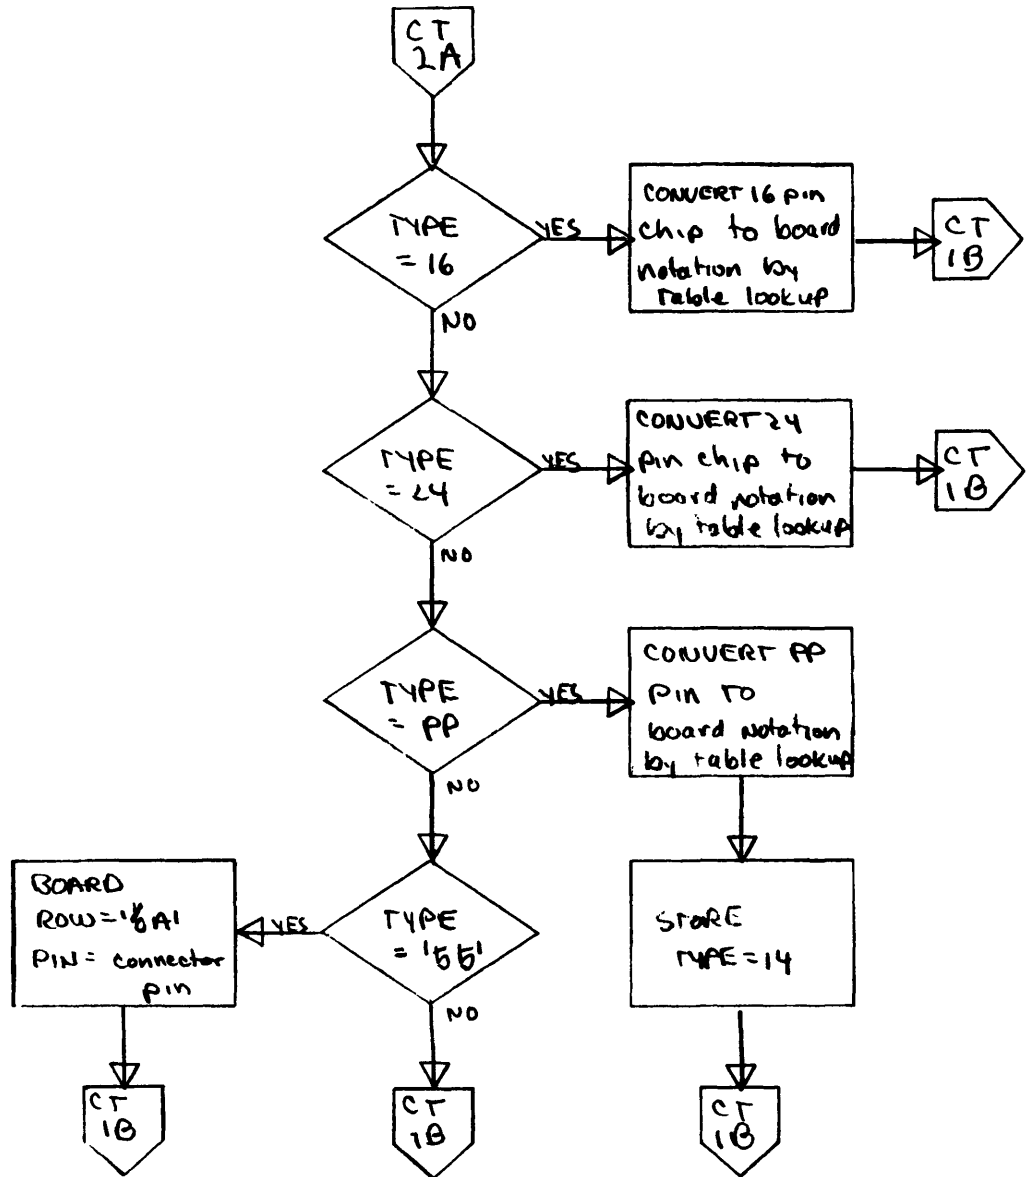 CT
2A
TYPE
= 16
YES
CONVERT 16 pin
chip to board
notation by
table lookup
CT
1B
NO
TYPE
= 24
YES
CONVERT 24
pin chip to
board notation
by table lookup
CT
1B
NO
TYPE
= PP
YES
CONVERT PP
PIN TO
board notation
by table lookup
NO
BOARD
ROW = 'ƀA'
PIN = connector
pin
YES
TYPE
= 'ƀƀ'
STORE
TYPE = 14
NO
CT
1B
CT
1B
CT
1B